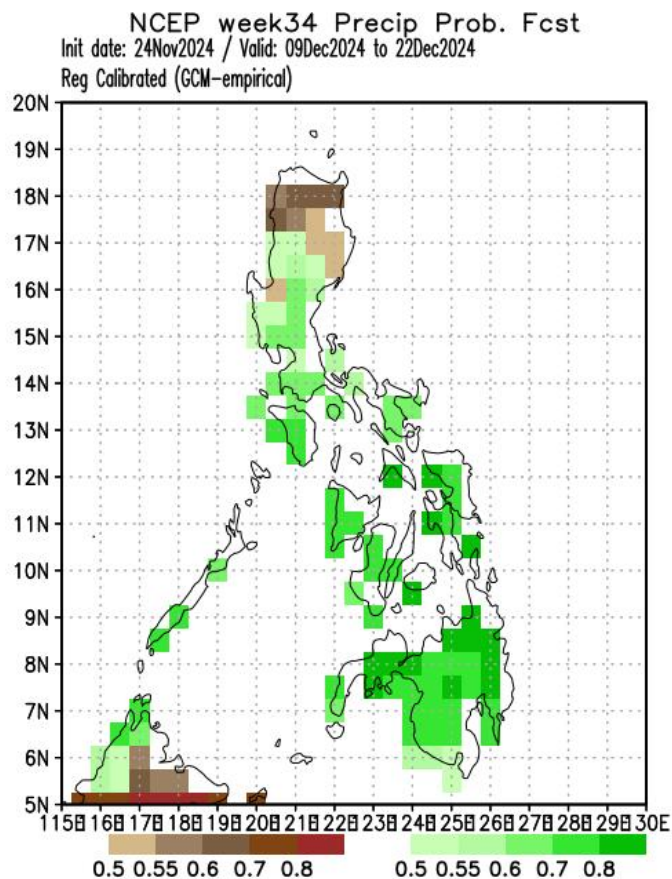 NCEP week34 Precip Prob. Fcst
Init date: 24Nov2024 / Valid: 09Dec2024 to 22Dec2024
Reg Calibrated (GCM-empirical)
20N
19N
18N
17N
16N
15N
14N
13N
12N
11N
10N
9N
8N
7N
6N
5N
115E 116E 117E 118E 119E 120E 121E 122E 123E 124E 125E 126E 127E 128E 129E 130E
0.5 0.55 0.6 0.7 0.8 0.5 0.55 0.6 0.7 0.8